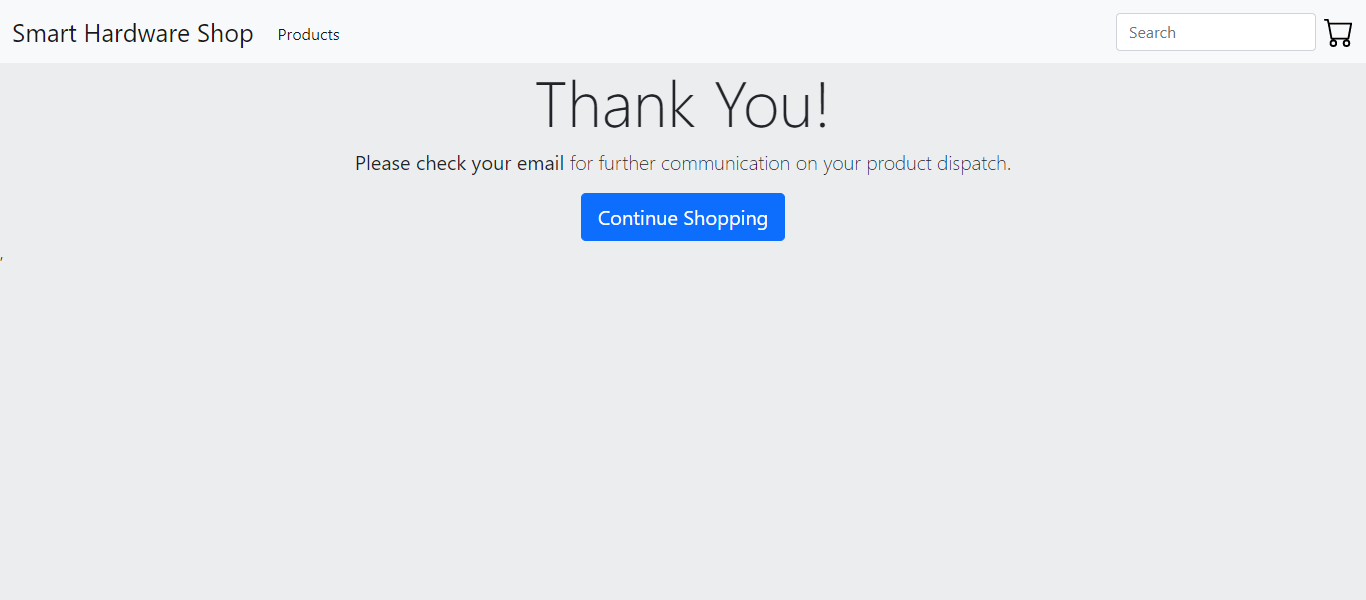 Smart Hardware Shop Products Search
Thank You!
Please check your email for further communication on your product dispatch.
Continue Shopping
,